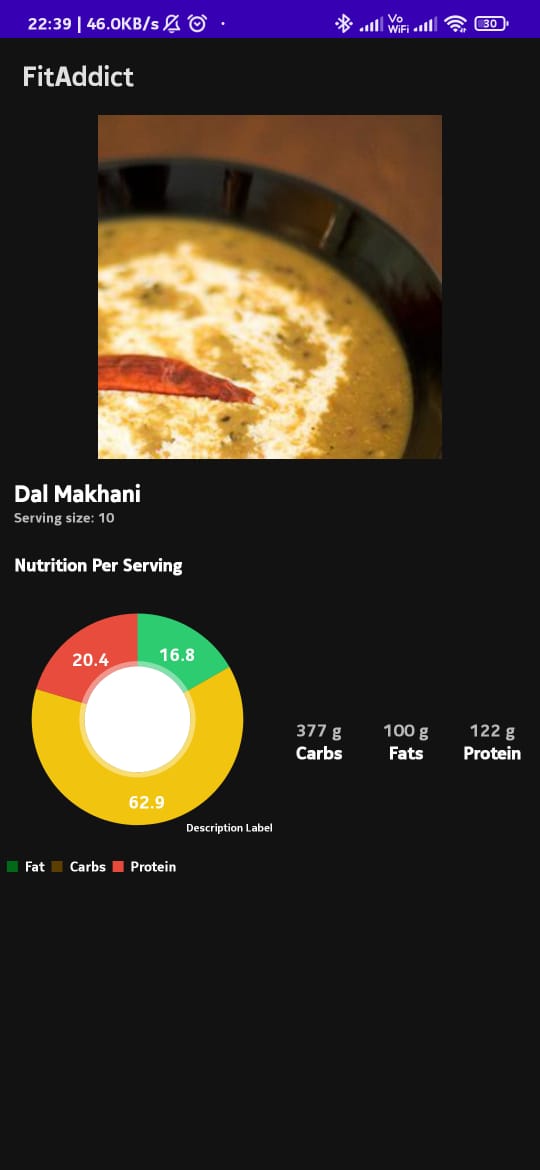 22:39 | 46.0KB/s Vo WiFi 30
FitAddict
Dal Makhani
Serving size: 10
Nutrition Per Serving
20.4 16.8
62.9
377 g 100 g 122 g
Carbs Fats Protein
Description Label
Fat Carbs Protein